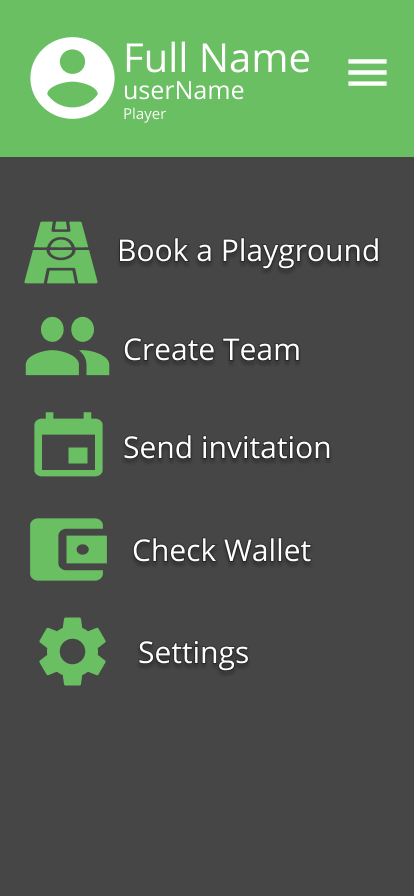 Full Name
userName
Player
Book a Playground
Create Team
Send invitation
Check Wallet
Settings